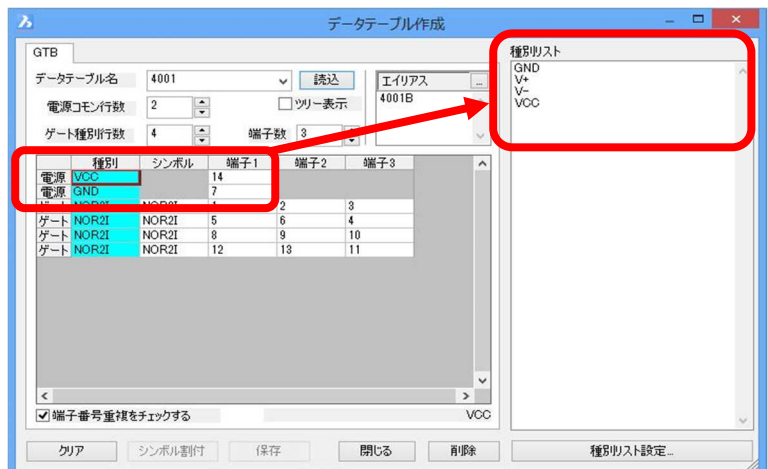 データテーブル作成
GTB
種別リスト
データテーブル名 4001 読込 エイリアス ...
電源コモン行数 2 ツリー表示 4001B
ゲート種別行数 4 端子数 3
GND
V+
V-
VCC
種別 シンボル 端子1 端子2 端子3
電源 VCC 14
電源 GND 7
ゲート NOR2I NOR2I 1 2 3
ゲート NOR2I NOR2I 5 6 4
ゲート NOR2I NOR2I 8 9 10
ゲート NOR2I NOR2I 12 13 11
端子番号重複をチェックする VCC
クリア シンボル割付 保存 閉じる 削除 種別リスト設定...